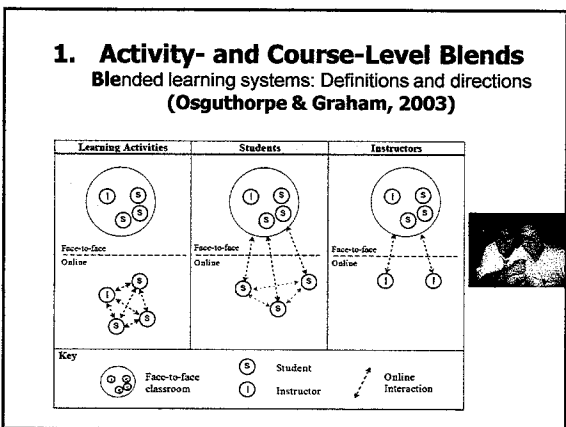 1. Activity- and Course-Level Blends
Blended learning systems: Definitions and directions
(Osguthorpe & Graham, 2003)
Learning Activities Students Instructors
I S S S
I S S S
I S S S
Face-to-face Face-to-face Face-to-face
Online Online Online
S I S S
S S S
I I
Key
Face-to-face
classroom
S Student
I Instructor
Online
Interaction